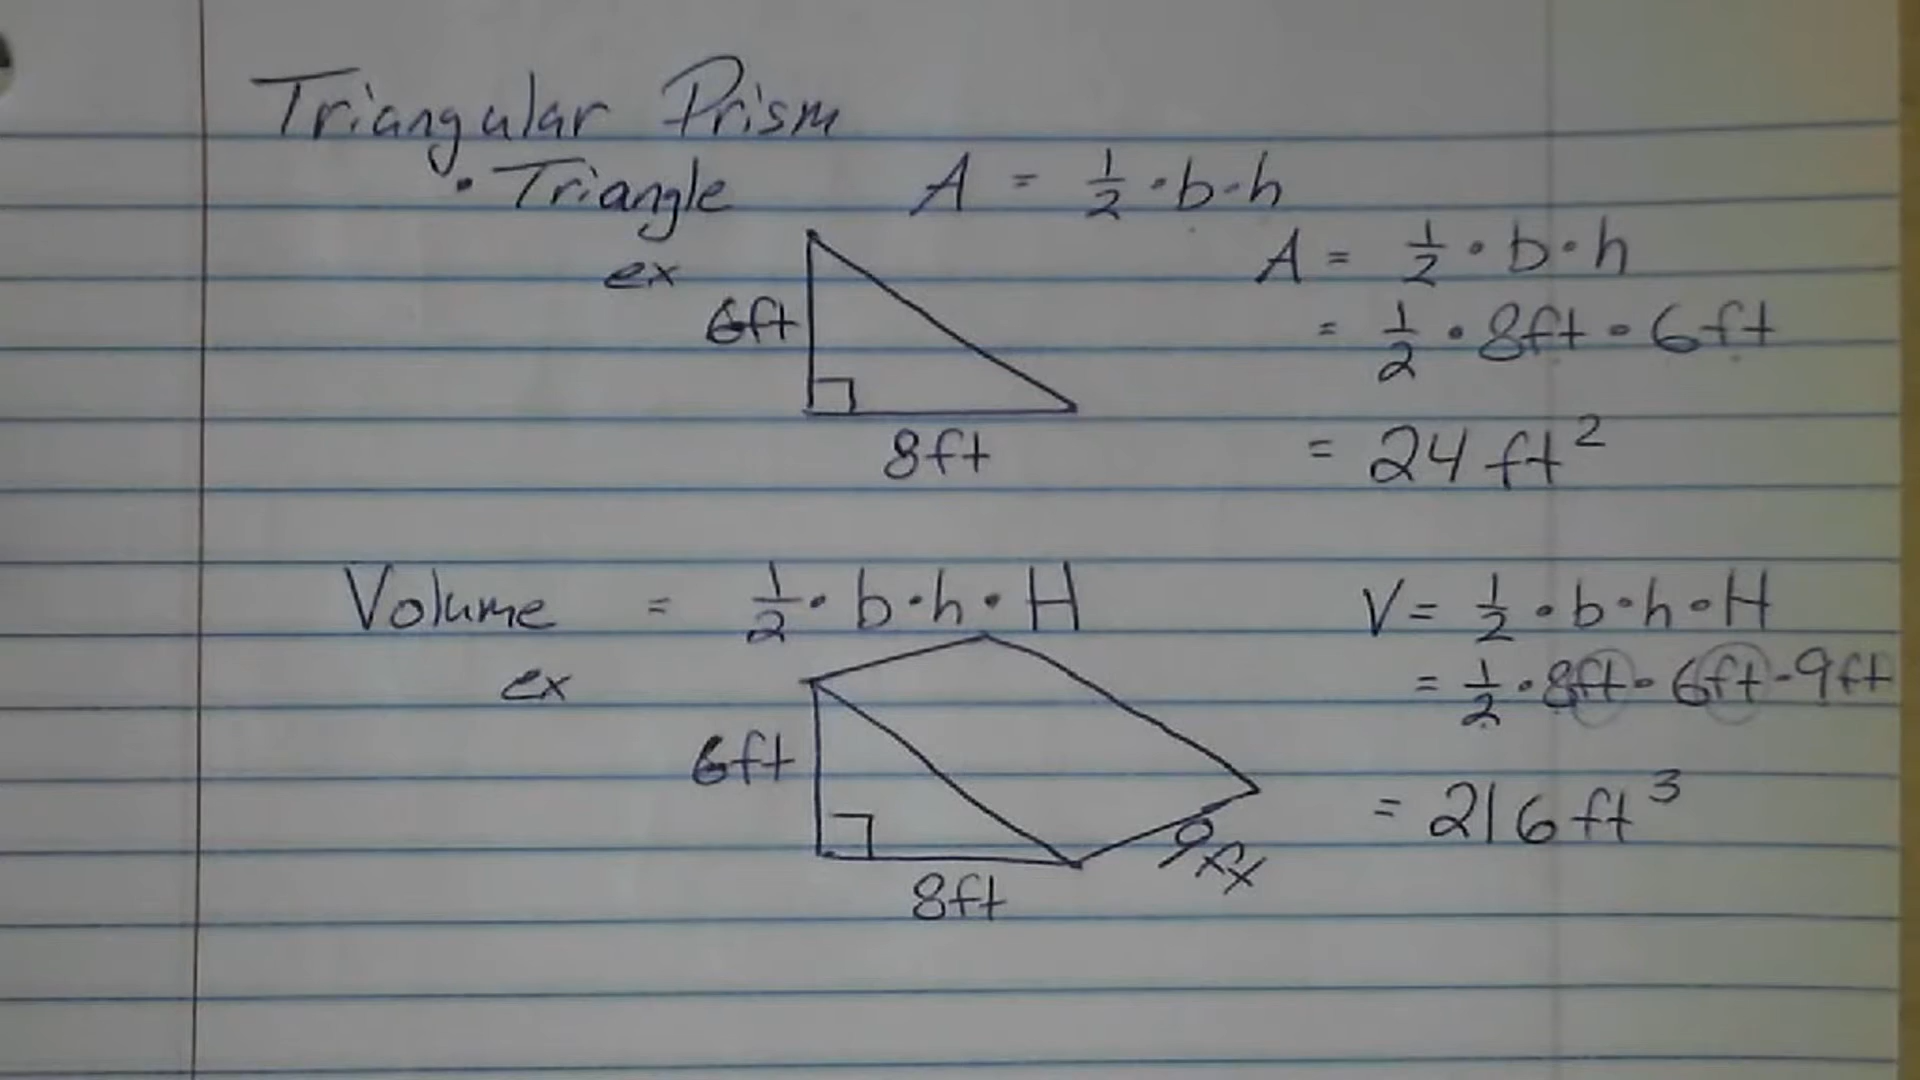 Triangular Prism
• Triangle A = 1/2 · b · h
ex
6ft
8ft
A = 1/2 · b · h
= 1/2 · 8ft · 6ft
= 24 ft²
Volume = 1/2 · b · h · H
ex
6ft
8ft
9ft
V = 1/2 · b · h · H
= 1/2 · 8ft · 6ft · 9ft
= 216 ft³